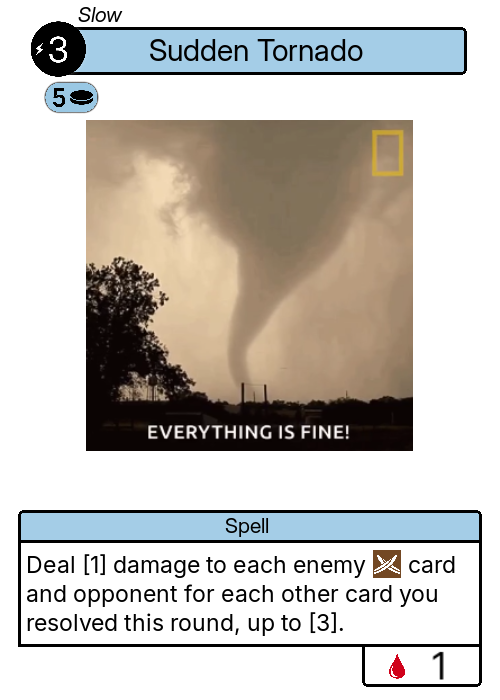 Slow
3
Sudden Tornado
5
EVERYTHING IS FINE!
Spell
Deal [1] damage to each enemy card
and opponent for each other card you
resolved this round, up to [3].
1